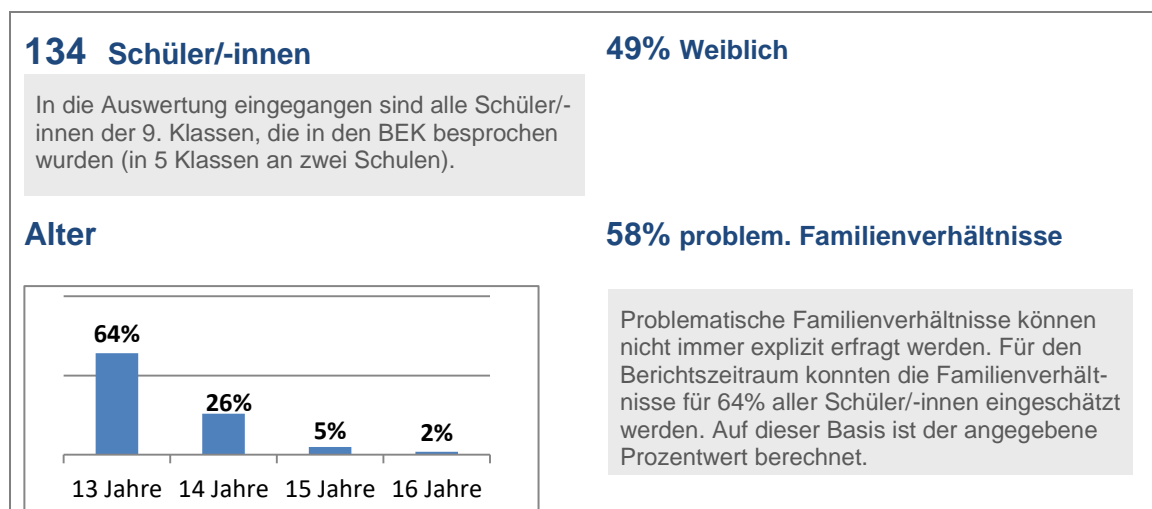 134 Schüler/-innen
In die Auswertung eingegangen sind alle Schüler/-
innen der 9. Klassen, die in den BEK besprochen
wurden (in 5 Klassen an zwei Schulen).
49% Weiblich
Alter
64%
26%
5%
2%
13 Jahre 14 Jahre 15 Jahre 16 Jahre
58% problem. Familienverhältnisse
Problematische Familienverhältnisse können
nicht immer explizit erfragt werden. Für den
Berichtszeitraum konnten die Familienverhält-
nisse für 64% aller Schüler/-innen eingeschätzt
werden. Auf dieser Basis ist der angegebene
Prozentwert berechnet.